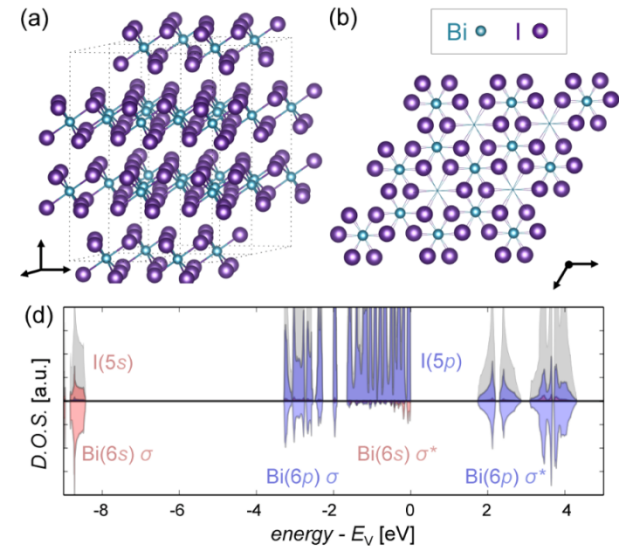 (a)
(b)
Bi I
(d)
D.O.S. [a.u.]
I(5s)
I(5p)
Bi(6s) σ
Bi(6p) σ
Bi(6s) σ*
Bi(6p) σ*
-8 -6 -4 -2 0 2 4
energy - E_V [eV]